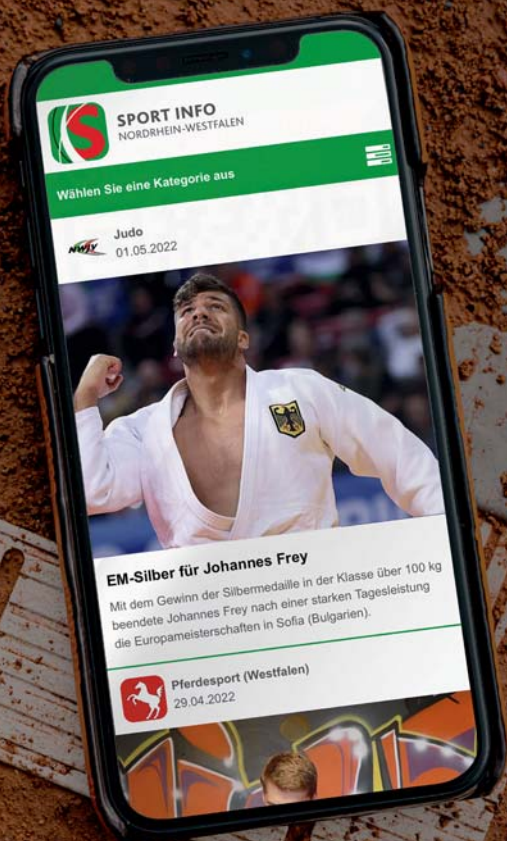 SPORT INFO
NORDRHEIN-WESTFALEN
Wählen Sie eine Kategorie aus
NWJV
Judo
01.05.2022
EM-Silber für Johannes Frey
Mit dem Gewinn der Silbermedaille in der Klasse über 100 kg
beendete Johannes Frey nach einer starken Tagesleistung
die Europameisterschaften in Sofia (Bulgarien).
Pferdesport (Westfalen)
29.04.2022